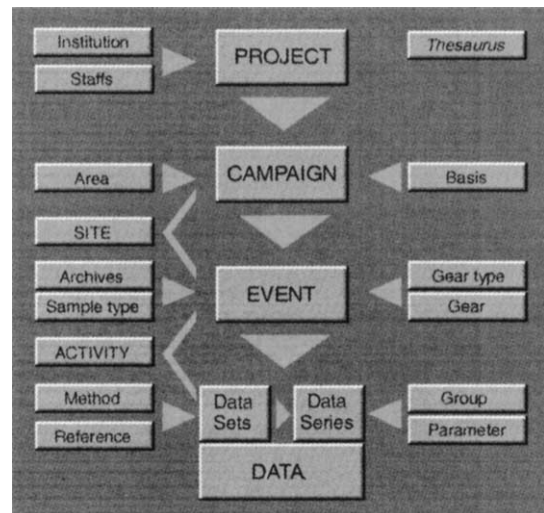 Institution
Staffs
PROJECT
Thesaurus
Area
CAMPAIGN
Basis
SITE
Archives
Sample type
EVENT
Gear type
Gear
ACTIVITY
Method
Reference
Data
Sets
Data
Series
Group
Parameter
DATA